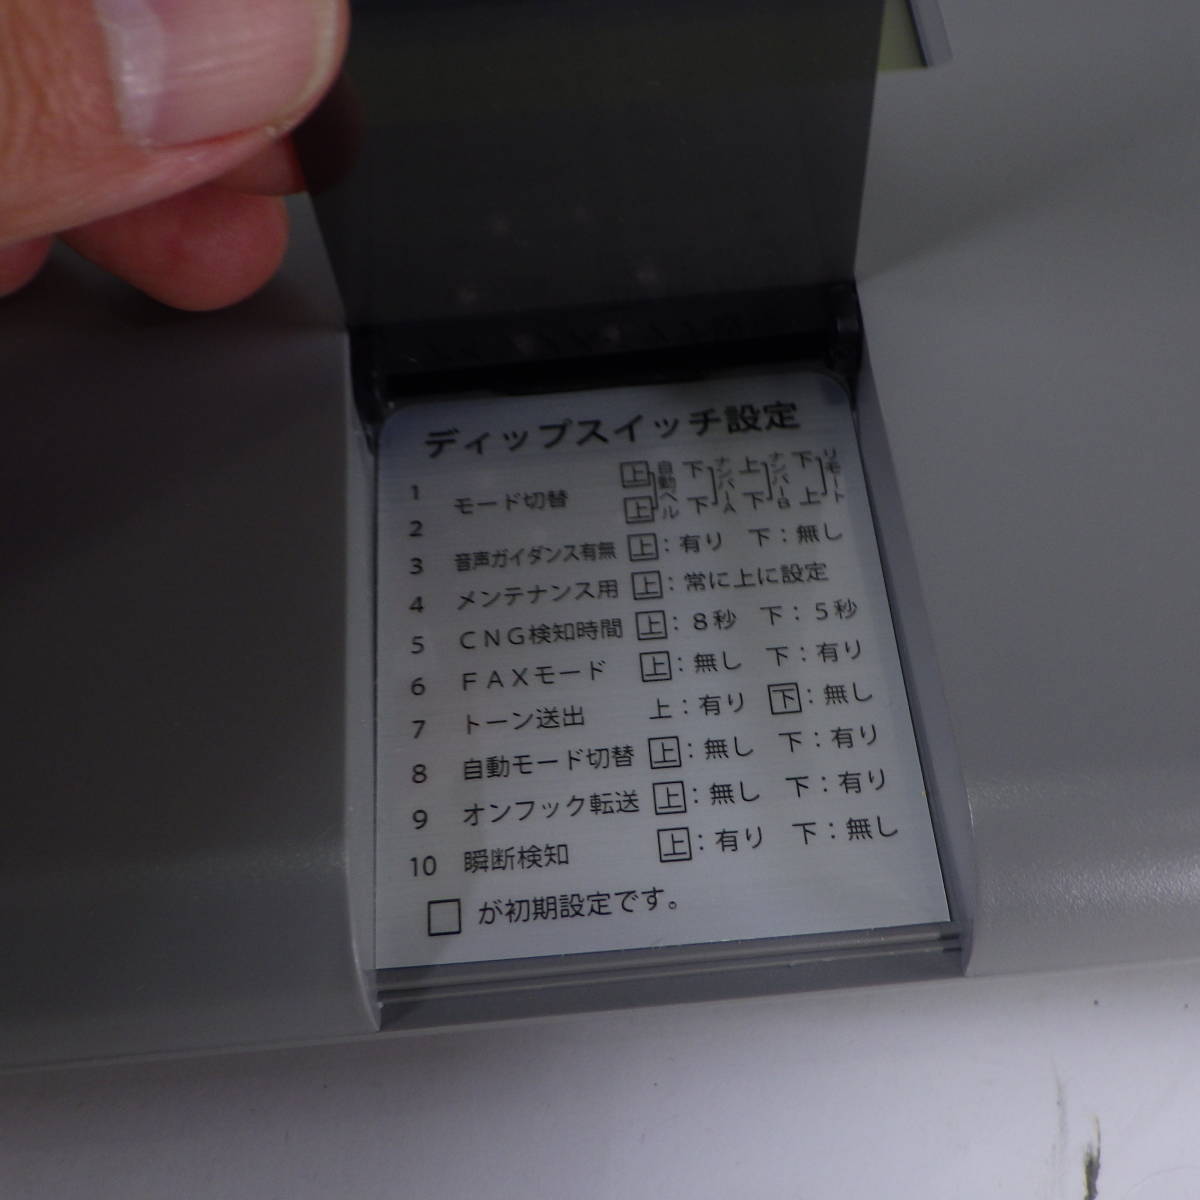 ディップスイッチ設定
1 上 自動ベル 下 ナンバーA 上 ナンバーB 下 リモート
モード切替
2 上 下 下 上
3 音声ガイダンス有無 上：有り 下：無し
4 メンテナンス用 上：常に上に設定
5 CNG検知時間 上：8秒 下：5秒
6 FAXモード 上：無し 下：有り
7 トーン送出 上：有り 下：無し
8 自動モード切替 上：無し 下：有り
9 オンフック転送 上：無し 下：有り
10 瞬断検知 上：有り 下：無し
□が初期設定です。